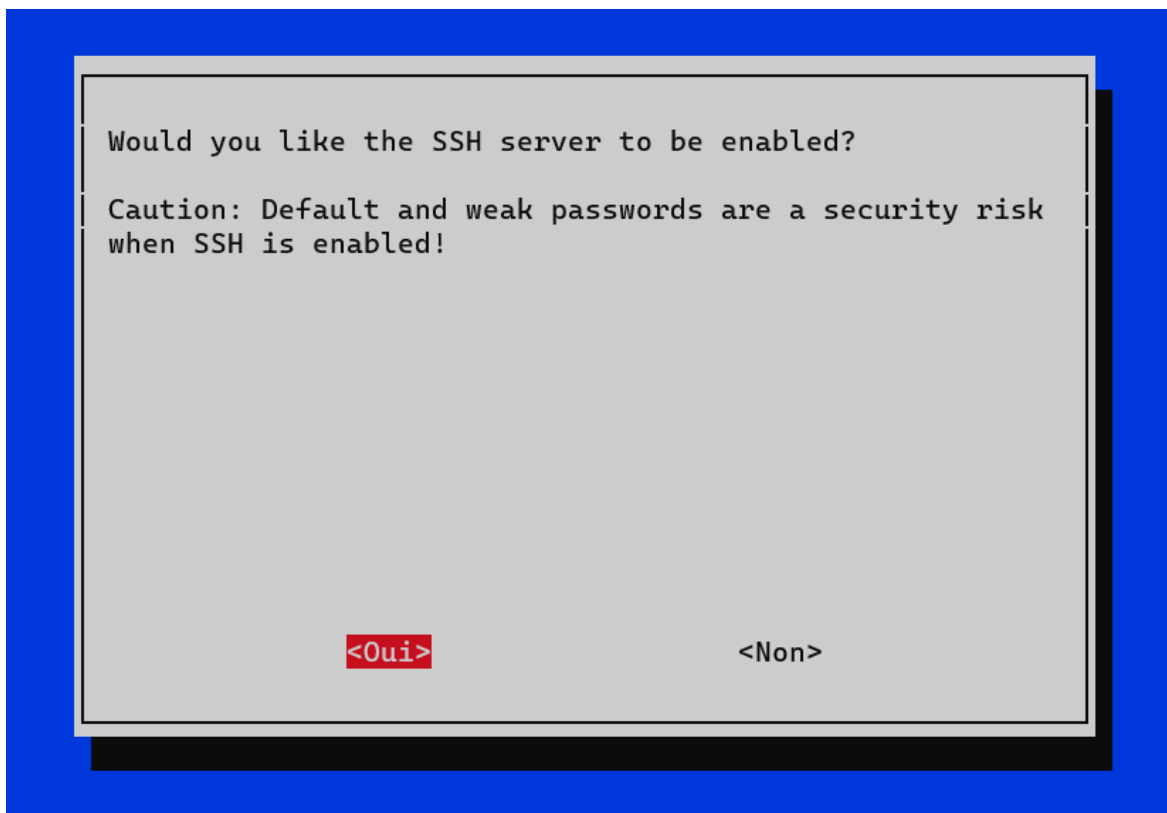 Would you like the SSH server to be enabled?
Caution: Default and weak passwords are a security risk
when SSH is enabled!
<Oui> <Non>